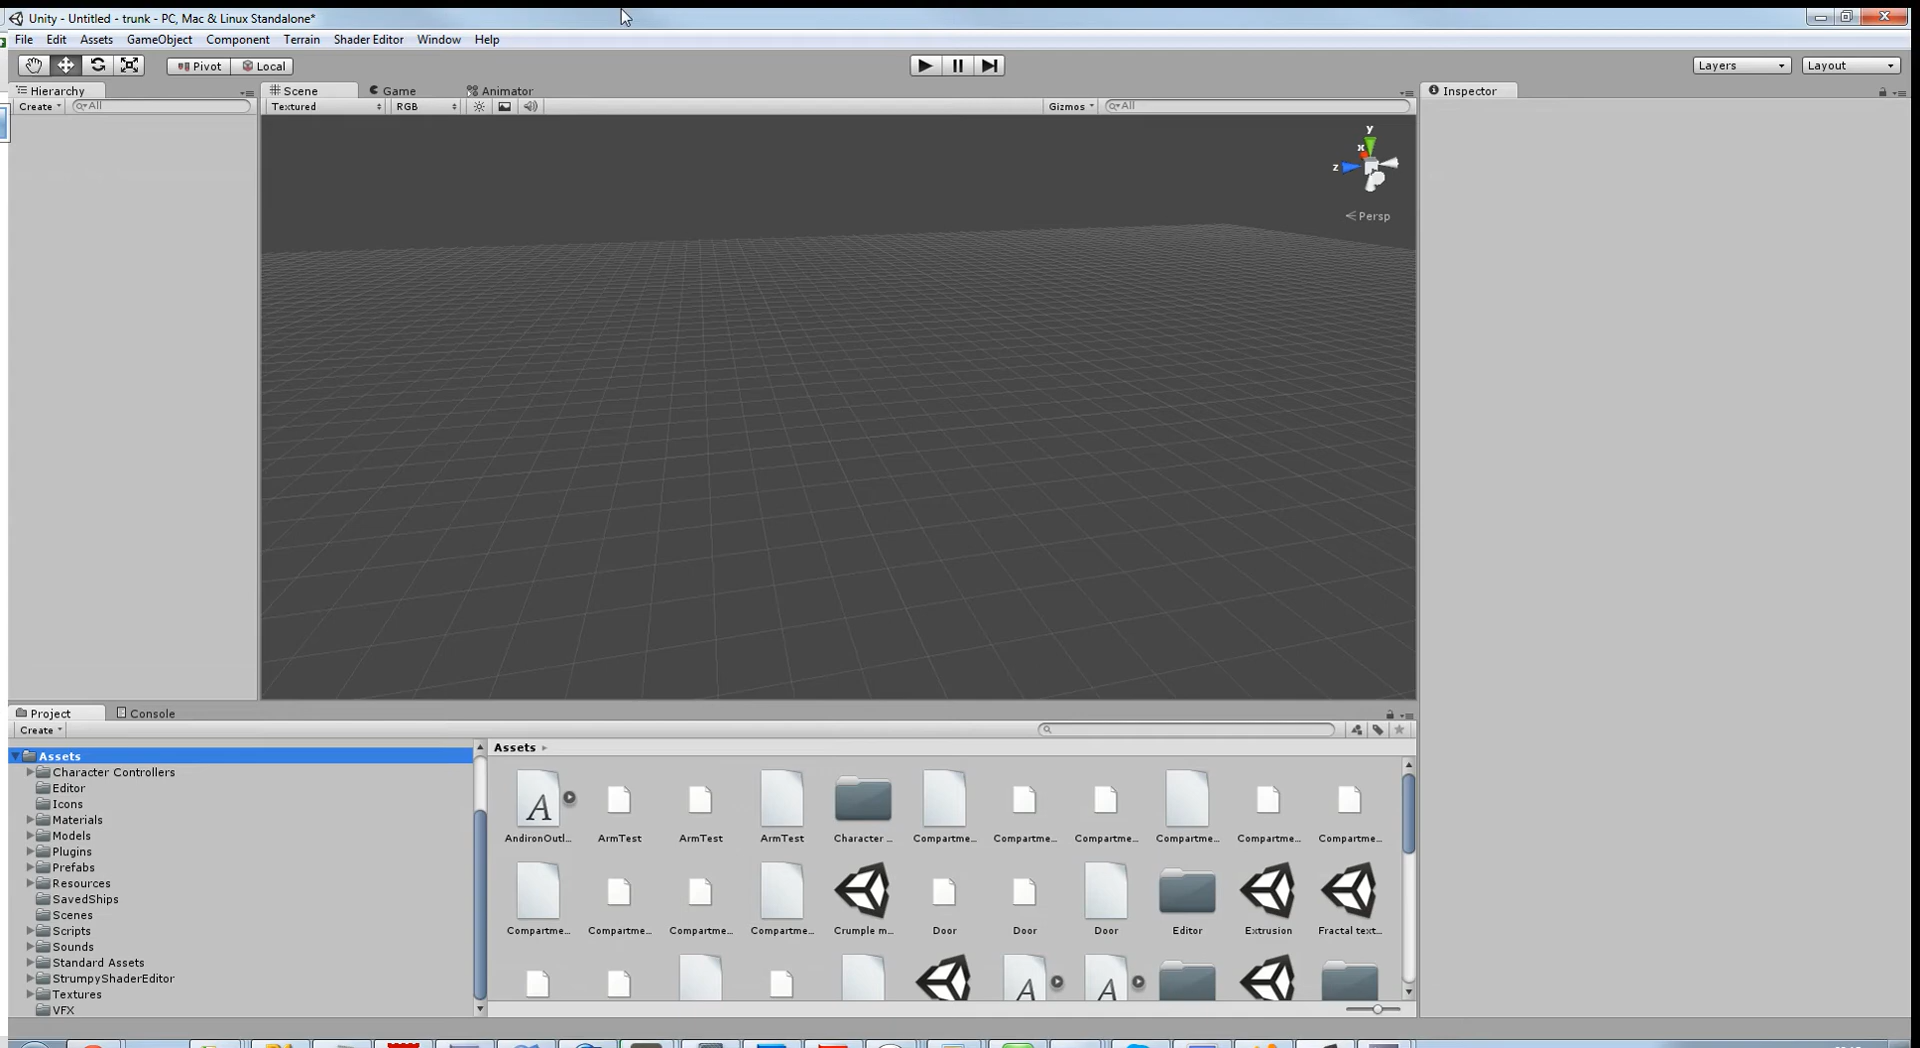 Unity - Untitled - trunk - PC, Mac & Linux Standalone*
File Edit Assets GameObject Component Terrain Shader Editor Window Help
Pivot Local Layers Layout
Hierarchy Scene Game Animator Inspector
Create All Textured RGB Gizmos All
y
x
z
Persp
Project Console
Create
Assets
Character Controllers
Editor
Icons
Materials
Models
Plugins
Prefabs
Resources
SavedShips
Scenes
Scripts
Sounds
Standard Assets
StrumpyShaderEditor
Textures
VFX
Assets
AndironOutl... ArmTest ArmTest ArmTest Character ... Compartme... Compartme... Compartme... Compartme... Compartme... Compartme...
Compartme... Compartme... Compartme... Compartme... Crumple m... Door Door Door Editor Extrusion Fractal text...